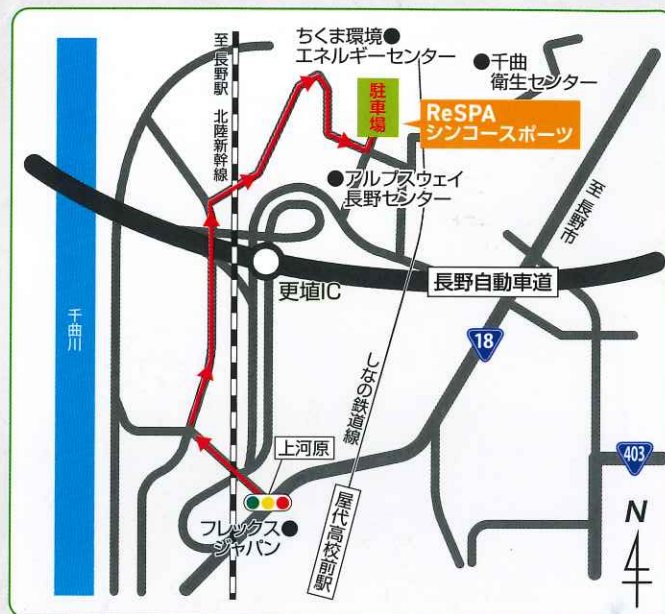 ちくま環境
エネルギーセンター
千曲
衛生センター
至 長野駅
北陸新幹線
駐車場
ReSPA
シンコースポーツ
アルプスウェイ
長野センター
至 長野市
更埴IC
長野自動車道
千曲川
18
しなの鉄道線
上河原
403
屋代高校前駅
フレックス
ジャパン
N